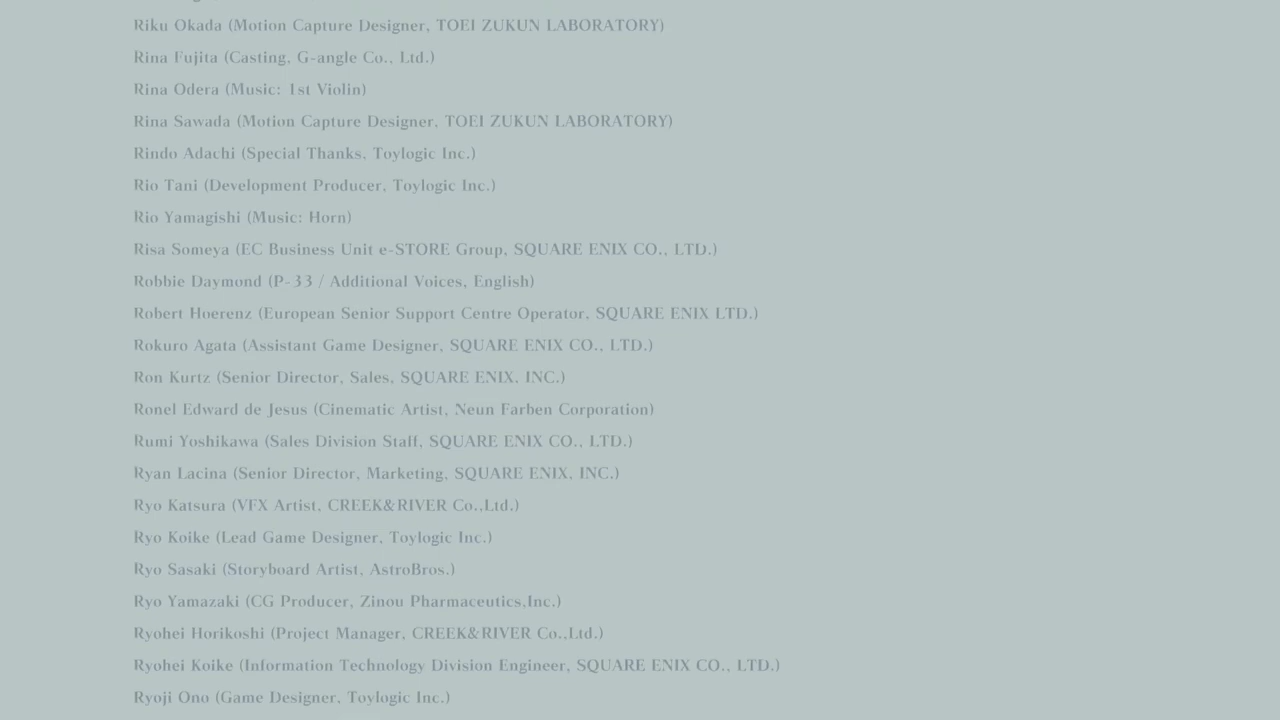 Riku Okada (Motion Capture Designer, TOEI ZUKUN LABORATORY)
Rina Fujita (Casting, G-angle Co., Ltd.)
Rina Odera (Music: 1st Violin)
Rina Sawada (Motion Capture Designer, TOEI ZUKUN LABORATORY)
Rindo Adachi (Special Thanks, Toylogic Inc.)
Rio Tani (Development Producer, Toylogic Inc.)
Rio Yamagishi (Music: Horn)
Risa Someya (EC Business Unit e-STORE Group, SQUARE ENIX CO., LTD.)
Robbie Daymond (P-33 / Additional Voices, English)
Robert Hoerenz (European Senior Support Centre Operator, SQUARE ENIX LTD.)
Rokuro Agata (Assistant Game Designer, SQUARE ENIX CO., LTD.)
Ron Kurtz (Senior Director, Sales, SQUARE ENIX, INC.)
Ronel Edward de Jesus (Cinematic Artist, Neun Farben Corporation)
Rumi Yoshikawa (Sales Division Staff, SQUARE ENIX CO., LTD.)
Ryan Lacina (Senior Director, Marketing, SQUARE ENIX, INC.)
Ryo Katsura (VFX Artist, CREEK&RIVER Co.,Ltd.)
Ryo Koike (Lead Game Designer, Toylogic Inc.)
Ryo Sasaki (Storyboard Artist, AstroBros.)
Ryo Yamazaki (CG Producer, Zinou Pharmaceutics,Inc.)
Ryohei Horikoshi (Project Manager, CREEK&RIVER Co.,Ltd.)
Ryohei Koike (Information Technology Division Engineer, SQUARE ENIX CO., LTD.)
Ryoji Ono (Game Designer, Toylogic Inc.)